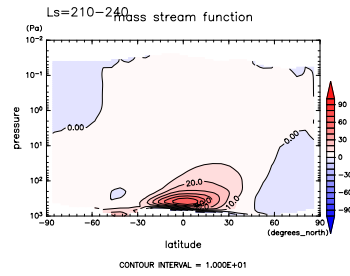 Ls=210-240
mass stream function
(Pa)
10⁻²
10⁻¹
10⁰
10¹
10²
10³
pressure
0.00
0.00
20.0
10.0
−90 −60 −30 0 30 60 90
(degrees_north)
latitude
90
60
30
0
−30
−60
−90
CONTOUR INTERVAL = 1.000E+01